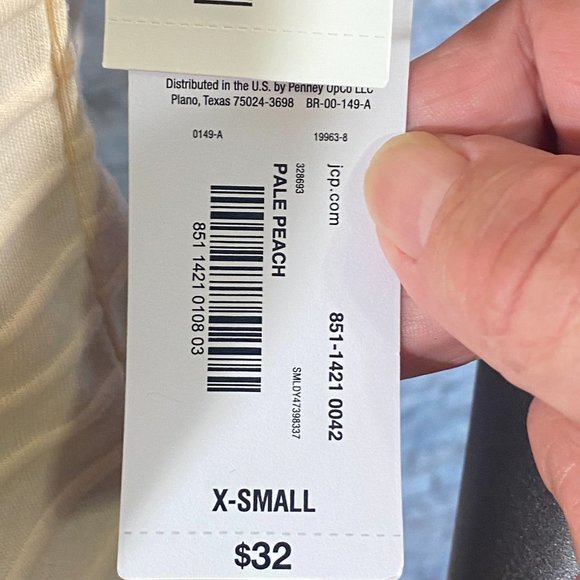 Distributed in the U.S. by Penney OpCo LLC
Plano, Texas 75024-3698 BR-00-149-A
0149-A 19963-8
jcp.com
328693
PALE PEACH
851 1421 0108 03
851-1421 0042
SMLDY47398337
X-SMALL
$32